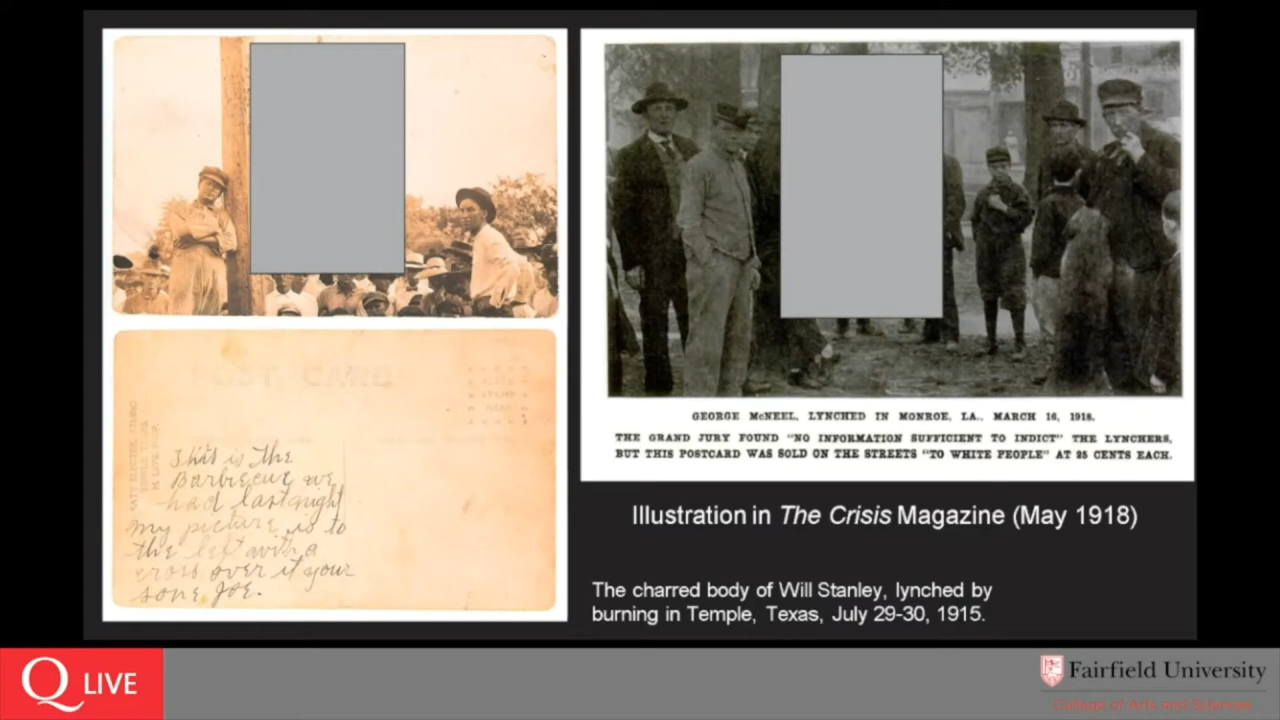 POST CARD
This is the
Barbecue we
had last night
my picture is to
the left with a
cross over it your
sone Joe.
GEORGE McNEEL, LYNCHED IN MONROE, LA., MARCH 16, 1918.
THE GRAND JURY FOUND "NO INFORMATION SUFFICIENT TO INDICT" THE LYNCHERS,
BUT THIS POSTCARD WAS SOLD ON THE STREETS "TO WHITE PEOPLE" AT 25 CENTS EACH.
Illustration in The Crisis Magazine (May 1918)
The charred body of Will Stanley, lynched by
burning in Temple, Texas, July 29-30, 1915.
Q LIVE
Fairfield University
College of Arts and Sciences